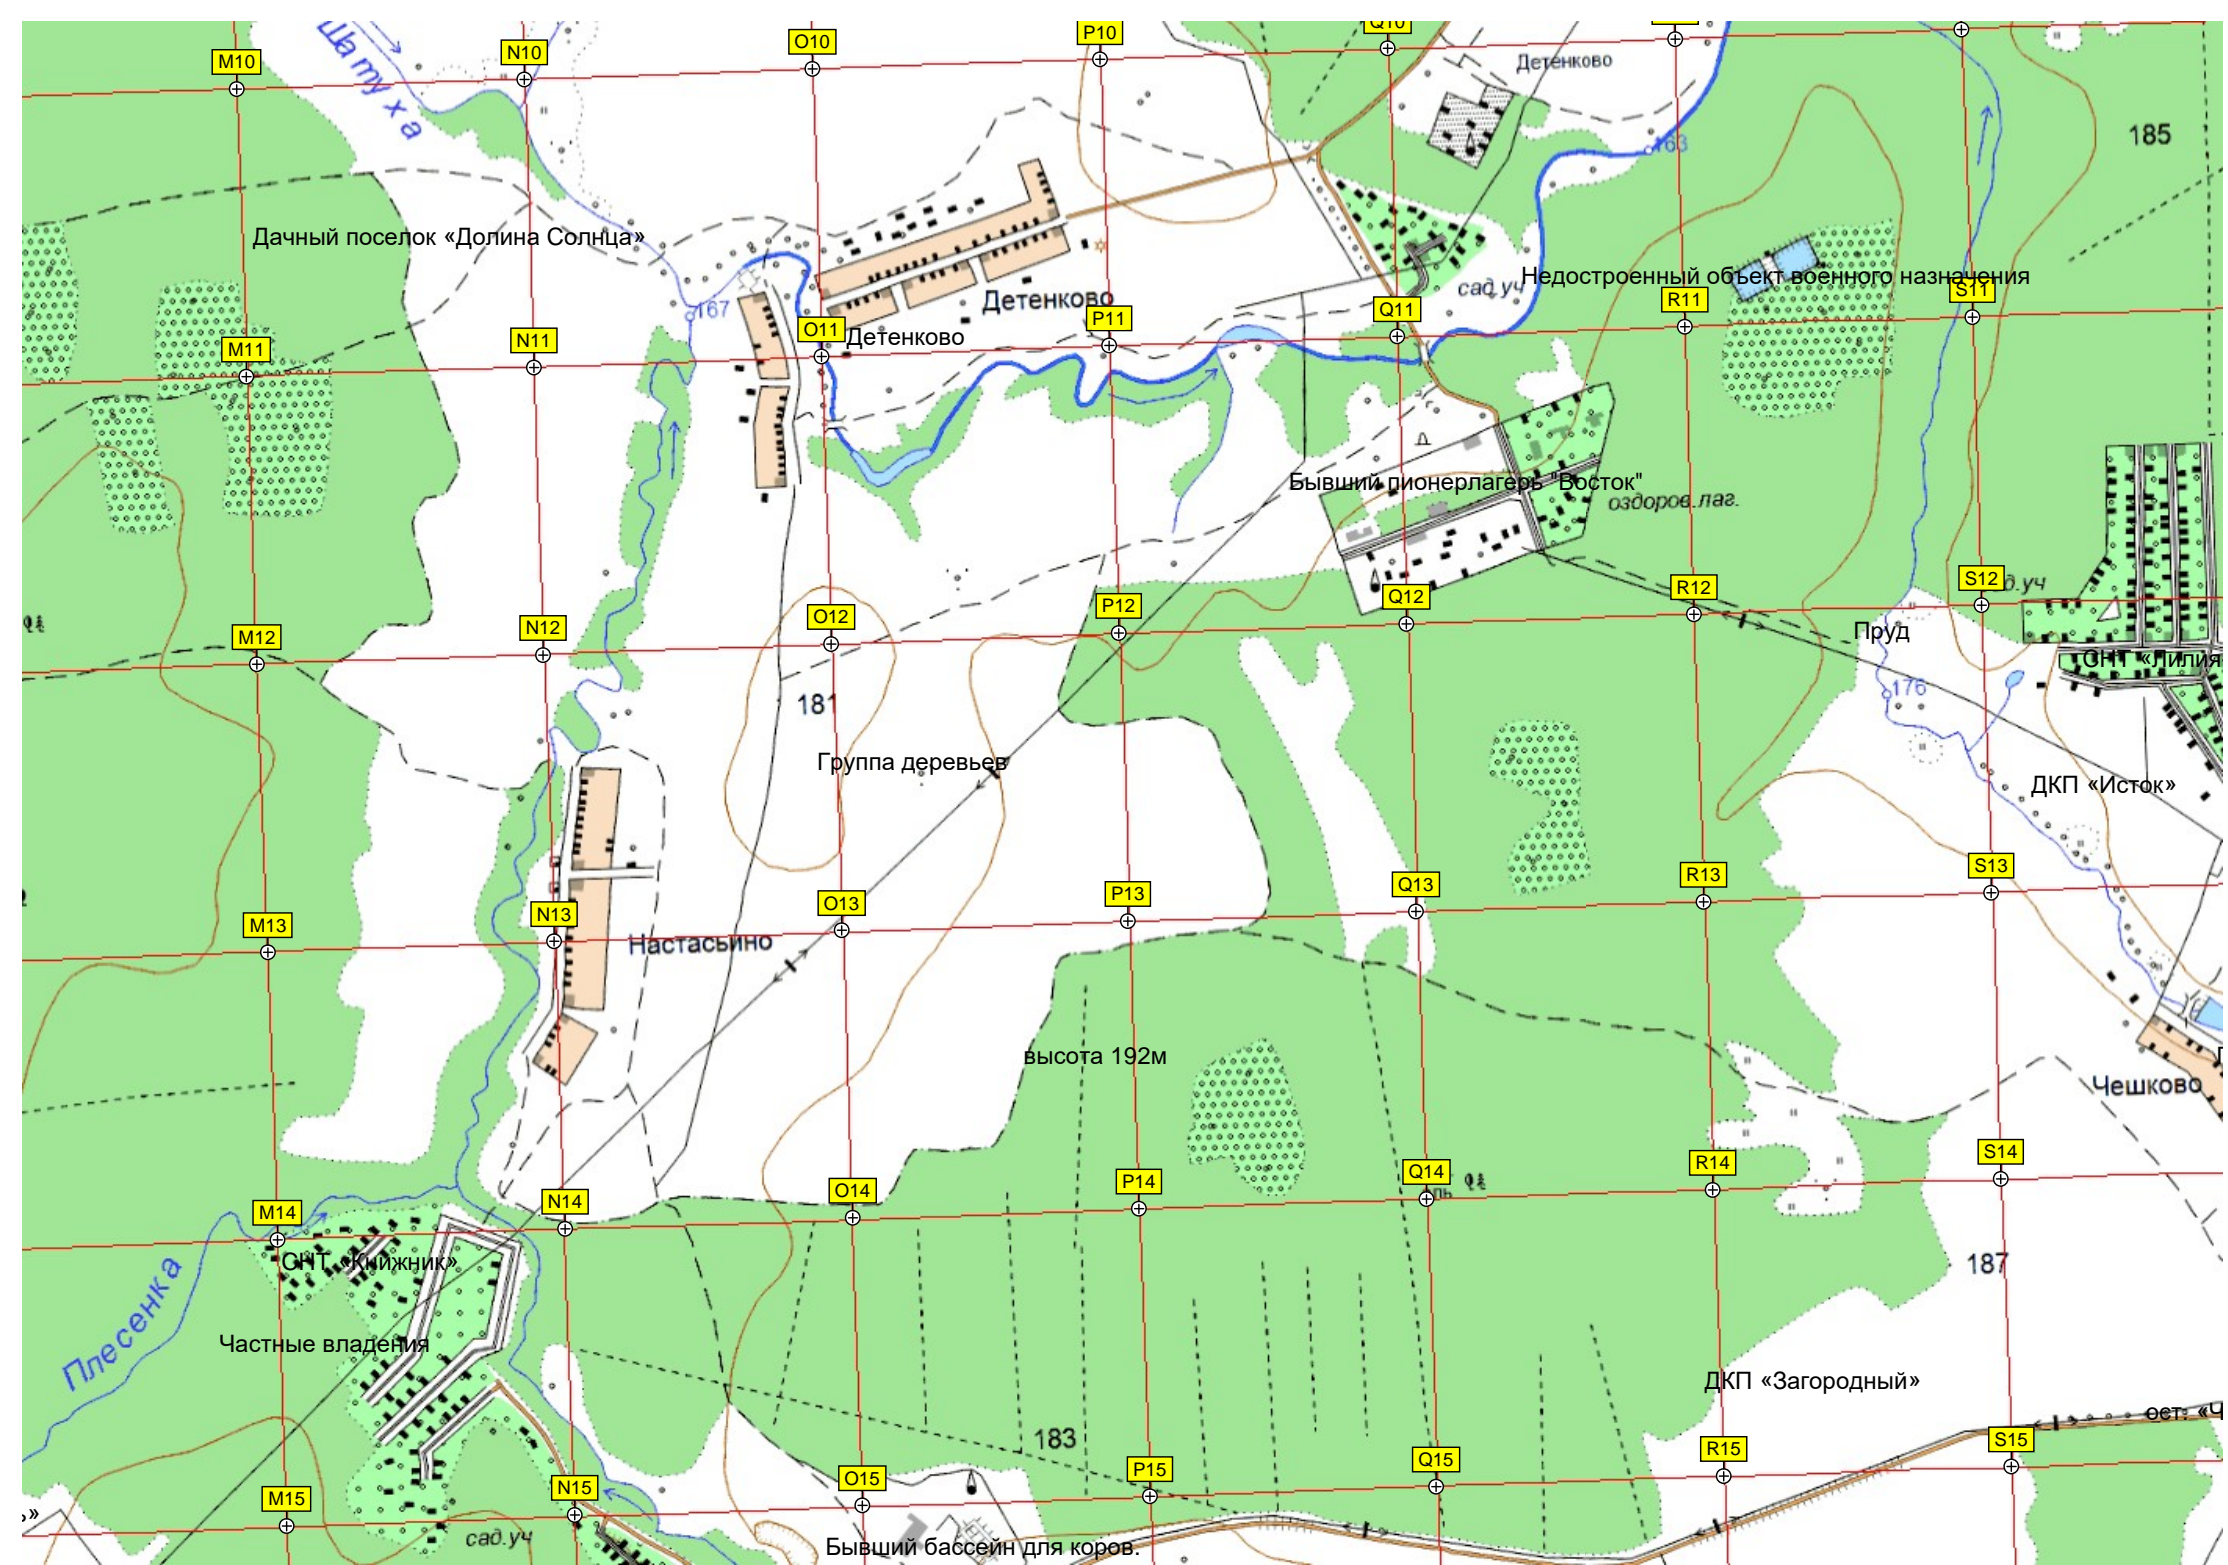 Q10
P10
Шатуха
O10
N10
M10
Детенково
163
185
Дачный поселок «Долина Солнца»
Недостроенный объект военного назначения
сад.уч
S11
R11
Детенково
Q11
P11
167
O11
Детенково
N11
M11
Бывший пионерлагерь "Восток"
оздоров.лаг.
S12
R12
Q12
P12
O12
N12
M12
Пруд
СНТ «Лилия
176
181
Группа деревьев
ДКП «Исток»
S13
R13
Q13
P13
O13
N13
M13
Настасьино
высота 192м
Чешково
S14
R14
Q14
P14
O14
N14
M14
СНТ «Книжник»
187
Плесенка
Частные владения
ДКП «Загородный»
ост. «Ч
183
S15
R15
Q15
P15
O15
N15
M15
»
сад.уч
Бывший бассейн для коров.